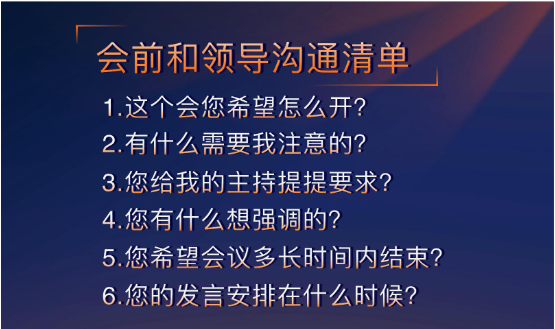 会前和领导沟通清单
1.这个会您希望怎么开?
2.有什么需要我注意的?
3.您给我的主持提提要求?
4.您有什么想强调的?
5.您希望会议多长时间内结束?
6.您的发言安排在什么时候?